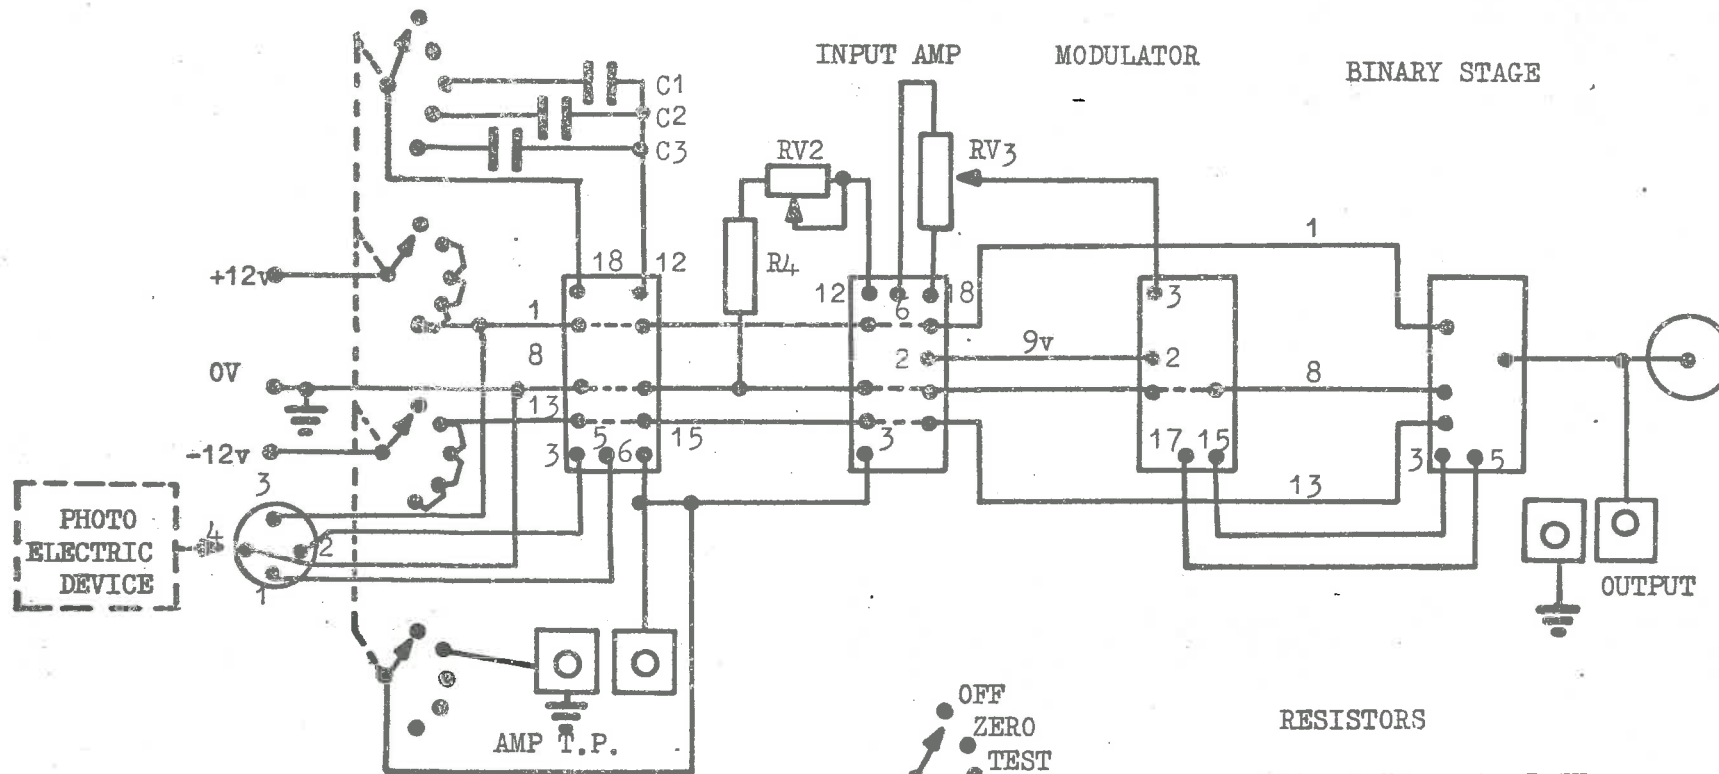 INPUT AMP
MODULATOR
BINARY STAGE
C1
C2
C3
RV2
RV3
R4
1
+12v
18
12
12
6
18
3
1
8
0V
2
9v
2
8
13
-12v
5
3
6
15
3
17
15
3
5
13
3
4
2
1
PHOTO
ELECTRIC
DEVICE
OUTPUT
AMP T.P.
OFF
ZERO
TEST
RESISTORS